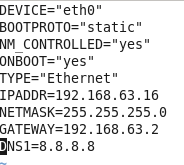 DEVICE="eth0"
BOOTPROTO="static"
NM_CONTROLLED="yes"
ONBOOT="yes"
TYPE="Ethernet"
IPADDR=192.168.63.16
NETMASK=255.255.255.0
GATEWAY=192.168.63.2
DNS1=8.8.8.8
~